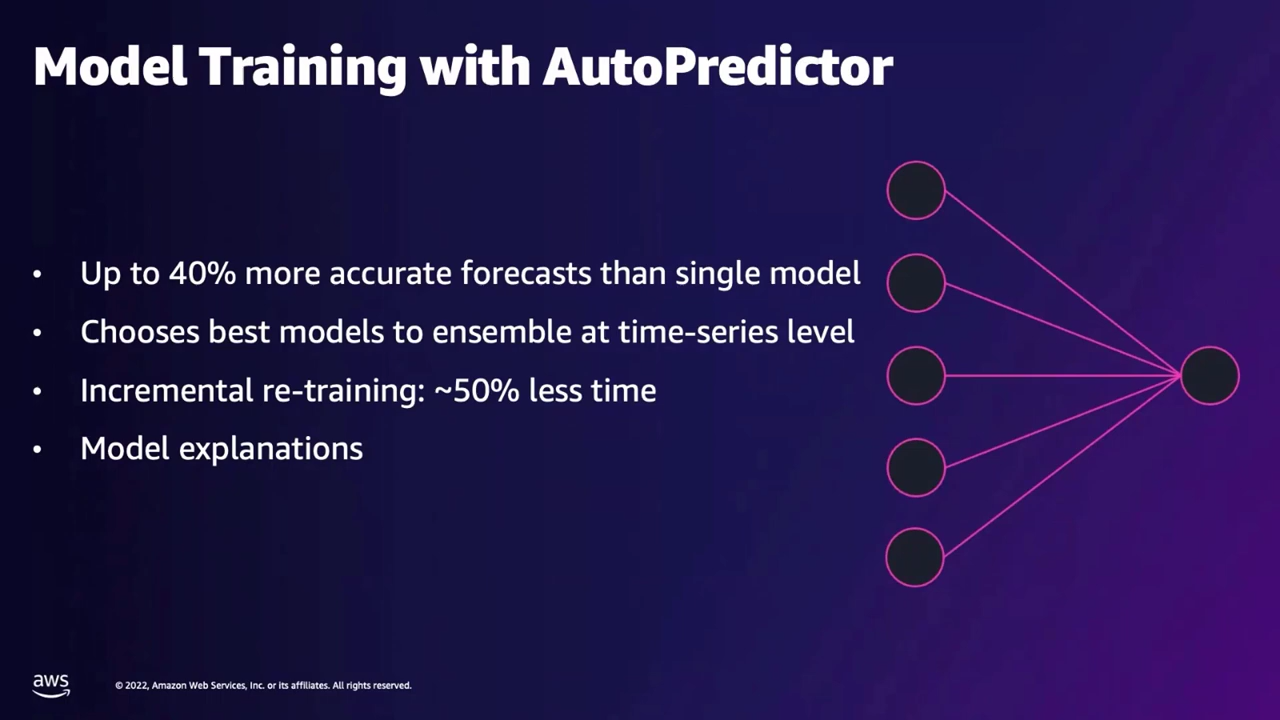 Model Training with AutoPredictor
• Up to 40% more accurate forecasts than single model
• Chooses best models to ensemble at time-series level
• Incremental re-training: ~50% less time
• Model explanations
aws
© 2022, Amazon Web Services, Inc. or its affiliates. All rights reserved.